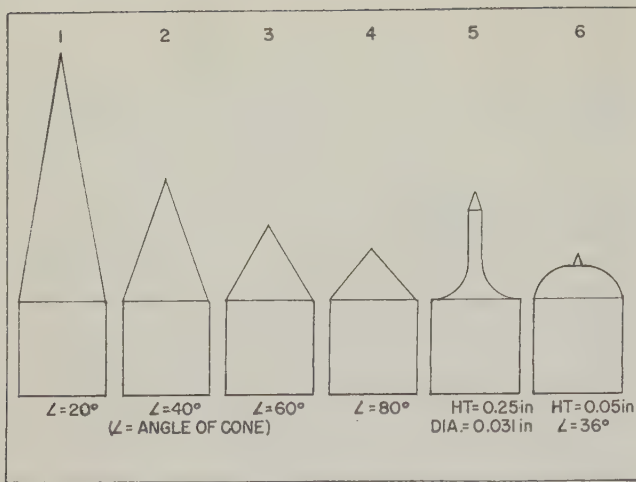 1 2 3 4 5 6
∠=20° ∠=40° ∠=60° ∠=80° HT=0.25in HT=0.05in
(∠= ANGLE OF CONE) DIA.=0.031in ∠=36°